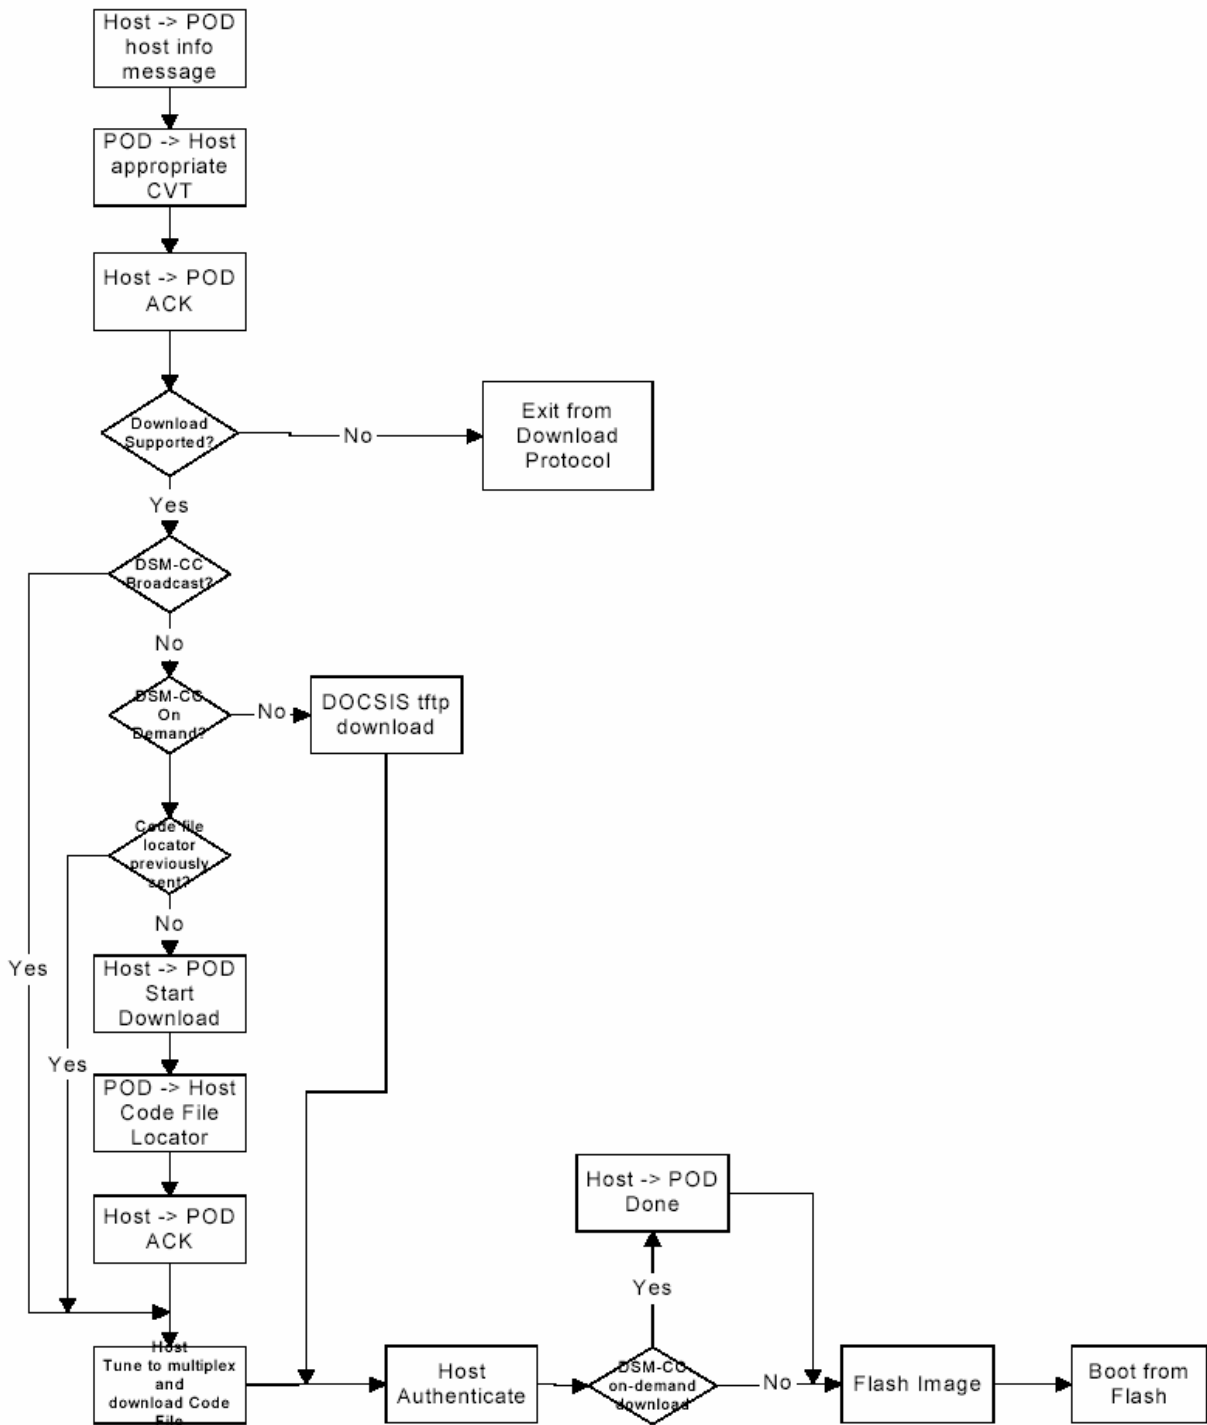 Host -> POD
host info
message
POD -> Host
appropriate
CVT
Host -> POD
ACK
Download
Supported?
No
Exit from
Download
Protocol
Yes
DSM-CC
Broadcast?
No
DSM-CC
On
Demand?
No
DOCSIS tftp
download
Code file
locator
previously
sent?
No
Yes
Host -> POD
Start
Download
Yes
POD -> Host
Code File
Locator
Host -> POD
ACK
Host -> POD
Done
Yes
Host
Tune to multiplex
and
download Code
File
Host
Authenticate
DSM-CC
on-demand
download
No
Flash Image
Boot from
Flash